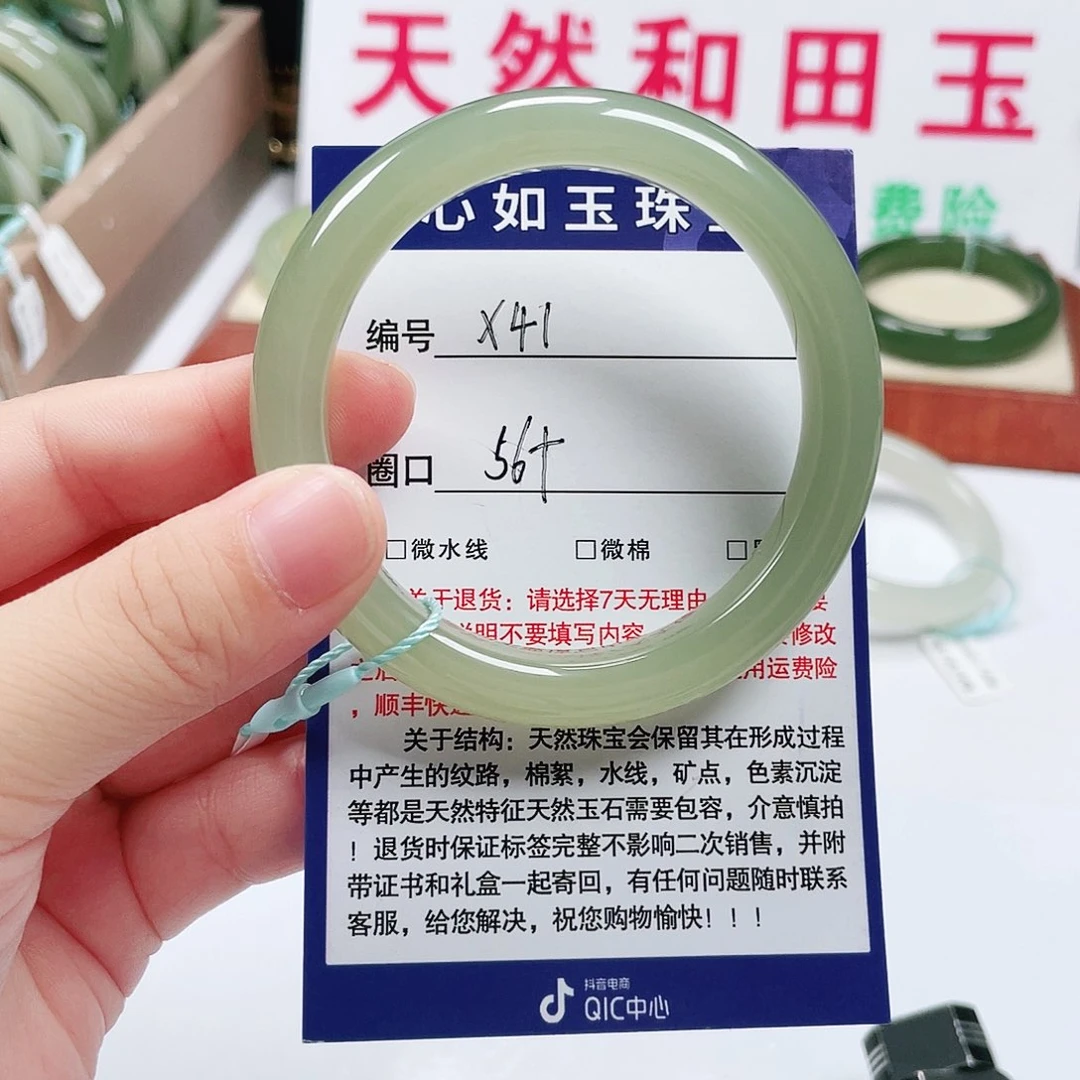 天然和田玉
费险
心如玉珠
编号 X41
圈口 56+
□微水线 □微棉 □
关于退货：请选择7天无理由
说明不要填写内容 修改
用运费险
，顺丰快
关于结构：天然珠宝会保留其在形成过程
中产生的纹路，棉絮，水线，矿点，色素沉淀
等都是天然特征天然玉石需要包容，介意慎拍
！退货时保证标签完整不影响二次销售，并附
带证书和礼盒一起寄回，有任何问题随时联系
客服，给您解决，祝您购物愉快！！！
抖音电商
QIC中心